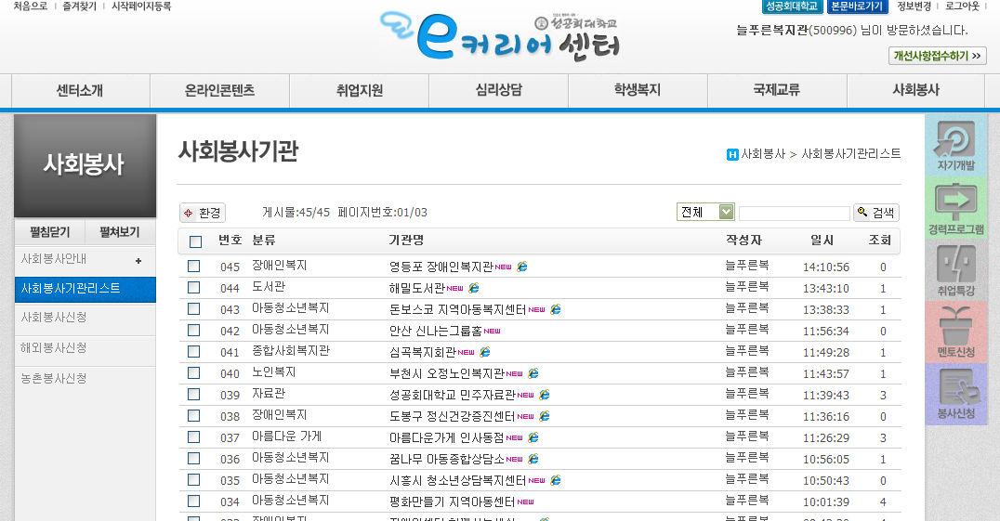 처음으로 | 즐겨찾기 | 시작페이지등록
성공회대학교 본문바로가기 정보변경 | 로그아웃 |
성공회대학교
e커리어센터
늘푸른복지관(500996) 님이 방문하셨습니다.
개선사항접수하기 >>
센터소개 온라인콘텐츠 취업지원 심리상담 학생복지 국제교류 사회봉사
사회봉사
펼침닫기 펼쳐보기
사회봉사안내 +
사회봉사기관리스트
사회봉사신청
해외봉사신청
농촌봉사신청
사회봉사기관
H 사회봉사 > 사회봉사기관리스트
환경 게시물:45/45 페이지번호:01/03 전체 검색
번호 분류 기관명 작성자 일시 조회
045 장애인복지 영등포 장애인복지관 NEW 늘푸른복 14:10:56 0
044 도서관 해밀도서관 NEW 늘푸른복 13:43:10 1
043 아동청소년복지 돈보스코 지역아동복지센터 NEW 늘푸른복 13:38:33 1
042 아동청소년복지 안산 신나는그룹홈 NEW 늘푸른복 11:56:34 0
041 종합사회복지관 심곡복지회관 NEW 늘푸른복 11:49:28 1
040 노인복지 부천시 오정노인복지관 NEW 늘푸른복 11:43:57 1
039 자료관 성공회대학교 민주자료관 NEW 늘푸른복 11:39:43 3
038 장애인복지 도봉구 정신건강증진센터 NEW 늘푸른복 11:36:16 0
037 아름다운 가게 아름다운가게 인사동점 NEW 늘푸른복 11:26:29 3
036 아동청소년복지 꿈나무 아동종합상담소 NEW 늘푸른복 10:56:05 1
035 아동청소년복지 시흥시 청소년상담복지센터 NEW 늘푸른복 10:50:43 0
034 아동청소년복지 평화만들기 지역아동센터 NEW 늘푸른복 10:01:39 4
자기개발
경력프로그램
취업특강
멘토신청
봉사신청